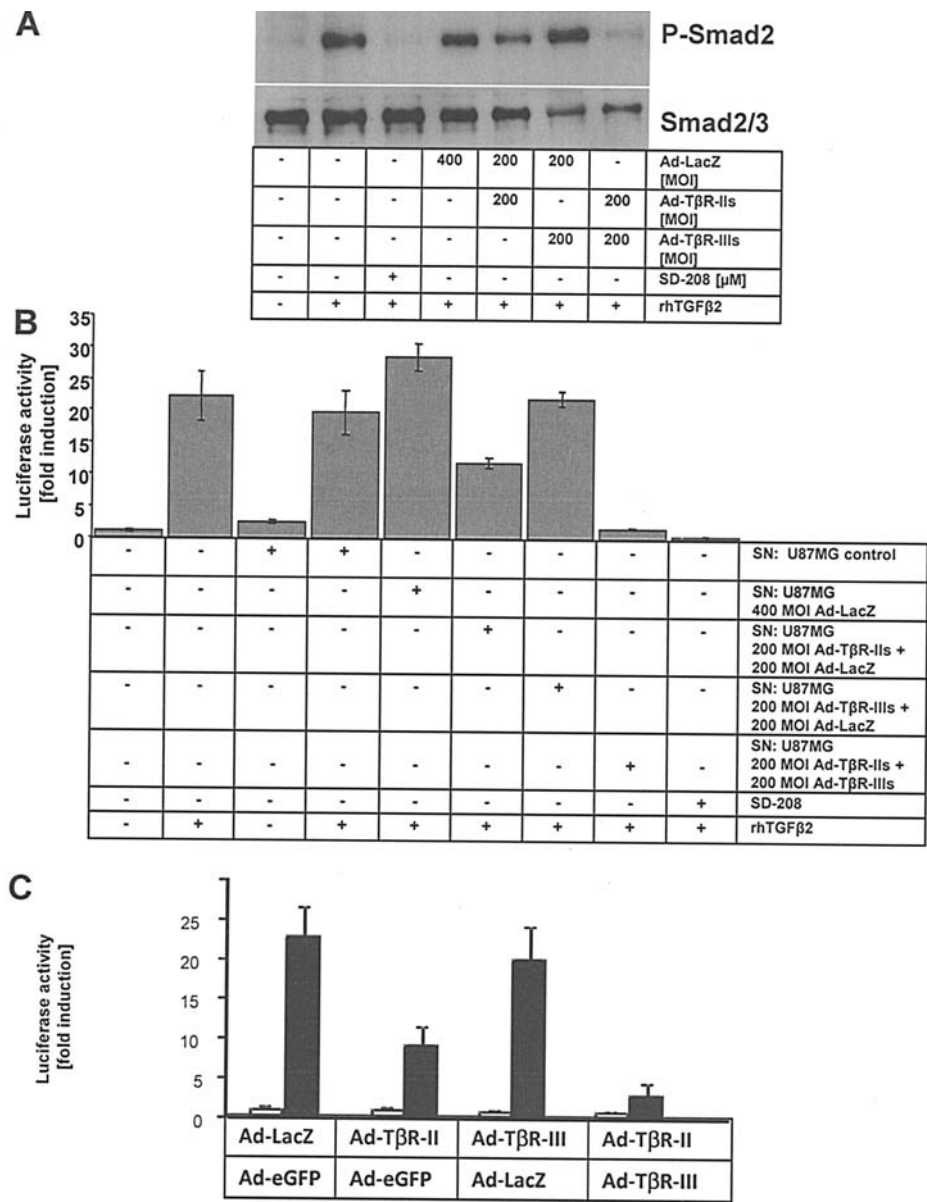 A
P-Smad2
Smad2/3
- - - 400 200 200 - Ad-LacZ
[MOI]
- - - - 200 - 200 Ad-TβR-IIs
[MOI]
- - - - - 200 200 Ad-TβR-IIIs
[MOI]
- - + - - - - SD-208 [µM]
- + + + + + + rhTGFβ2
B
Luciferase activity
[fold induction]
35
30
25
20
15
10
5
0
- - + + - - - - - SN: U87MG control
- - - - + - - - - SN: U87MG
400 MOI Ad-LacZ
- - - - - + - - - SN: U87MG
200 MOI Ad-TβR-IIs +
200 MOI Ad-LacZ
- - - - - - + - - SN: U87MG
200 MOI Ad-TβR-IIIs +
200 MOI Ad-LacZ
- - - - - - - + - SN: U87MG
200 MOI Ad-TβR-IIs +
200 MOI Ad-TβR-IIIs
- - - - - - - - + SD-208
- + - + + + + + + rhTGFβ2
C
Luciferase activity
[fold induction]
25
20
15
10
5
0
Ad-LacZ Ad-TβR-II Ad-TβR-III Ad-TβR-II
Ad-eGFP Ad-eGFP Ad-LacZ Ad-TβR-III